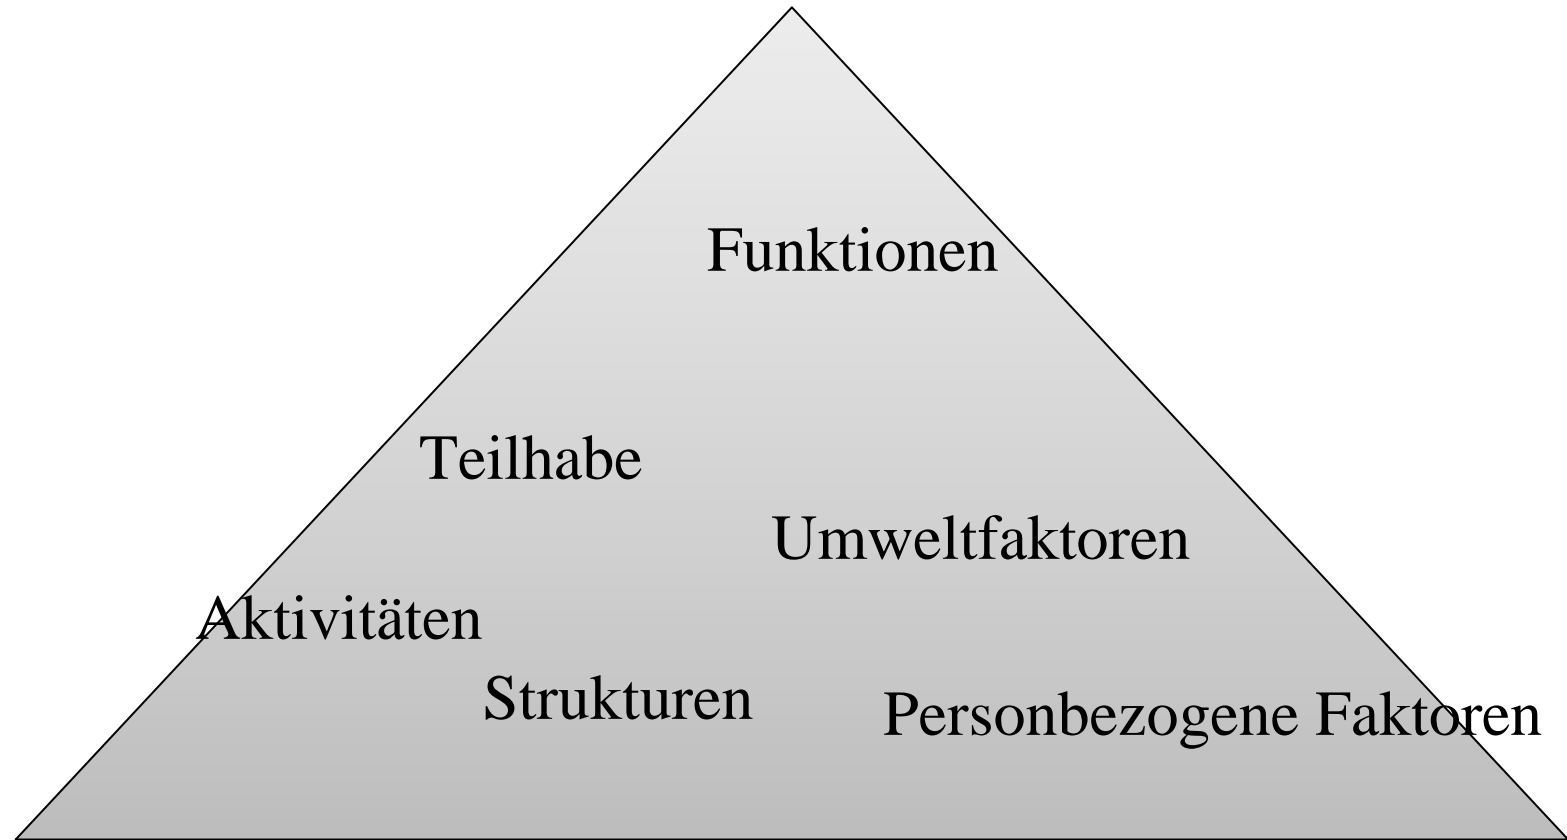 Funktionen
Teilhabe
Umweltfaktoren
Aktivitäten
Strukturen
Personbezogene Faktoren